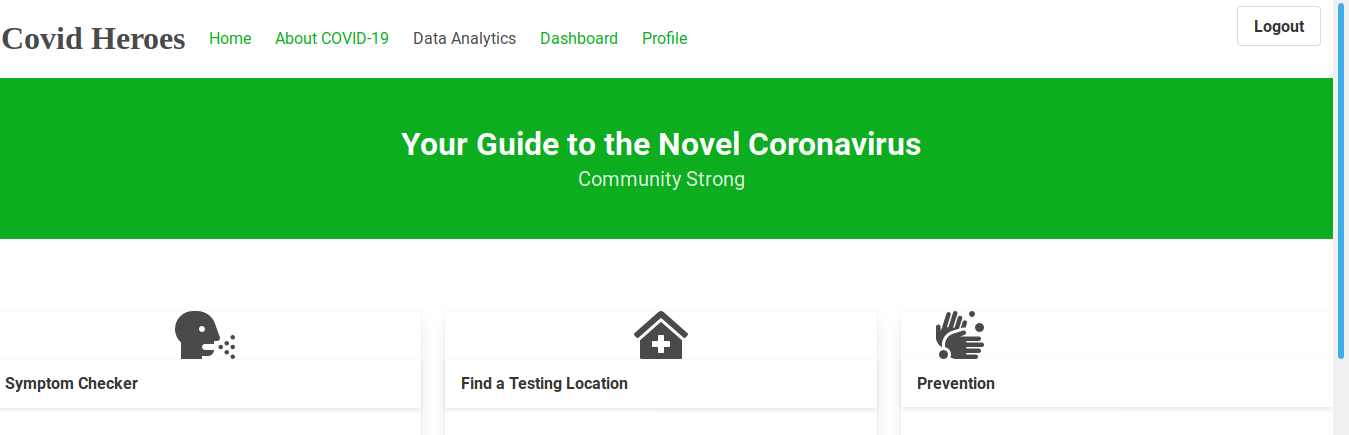 Covid Heroes Home About COVID-19 Data Analytics Dashboard Profile Logout
Your Guide to the Novel Coronavirus
Community Strong
Symptom Checker Find a Testing Location Prevention